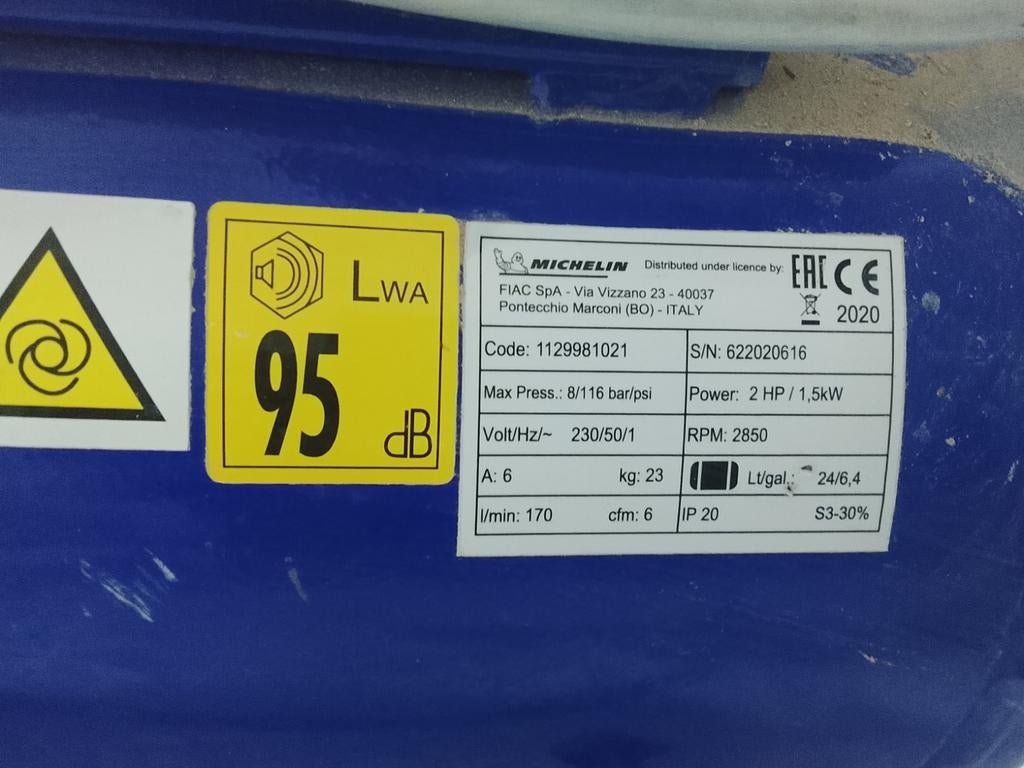 LWA
95
dB
MICHELIN Distributed under licence by:
FIAC SpA - Via Vizzano 23 - 40037
Pontecchio Marconi (BO) - ITALY
EAC CE
2020
Code: 1129981021 S/N: 622020616
Max Press.: 8/116 bar/psi Power: 2 HP / 1,5kW
Volt/Hz/~ 230/50/1 RPM: 2850
A: 6 kg: 23 Lt/gal.: 24/6,4
l/min: 170 cfm: 6 IP 20 S3-30%